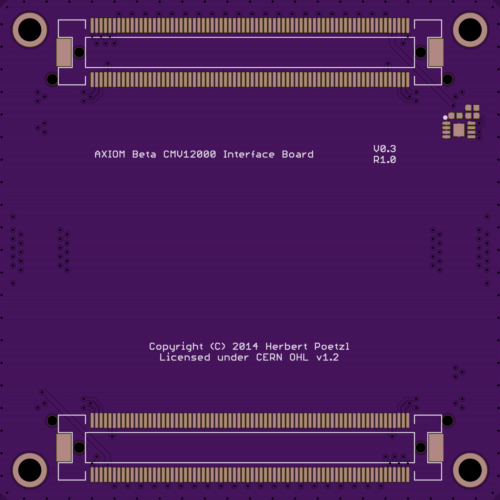 AXIOM Beta CMV12000 Interface Board
V0.3
R1.0
Copyright (C) 2014 Herbert Poetzl
Licensed under CERN OHL v1.2